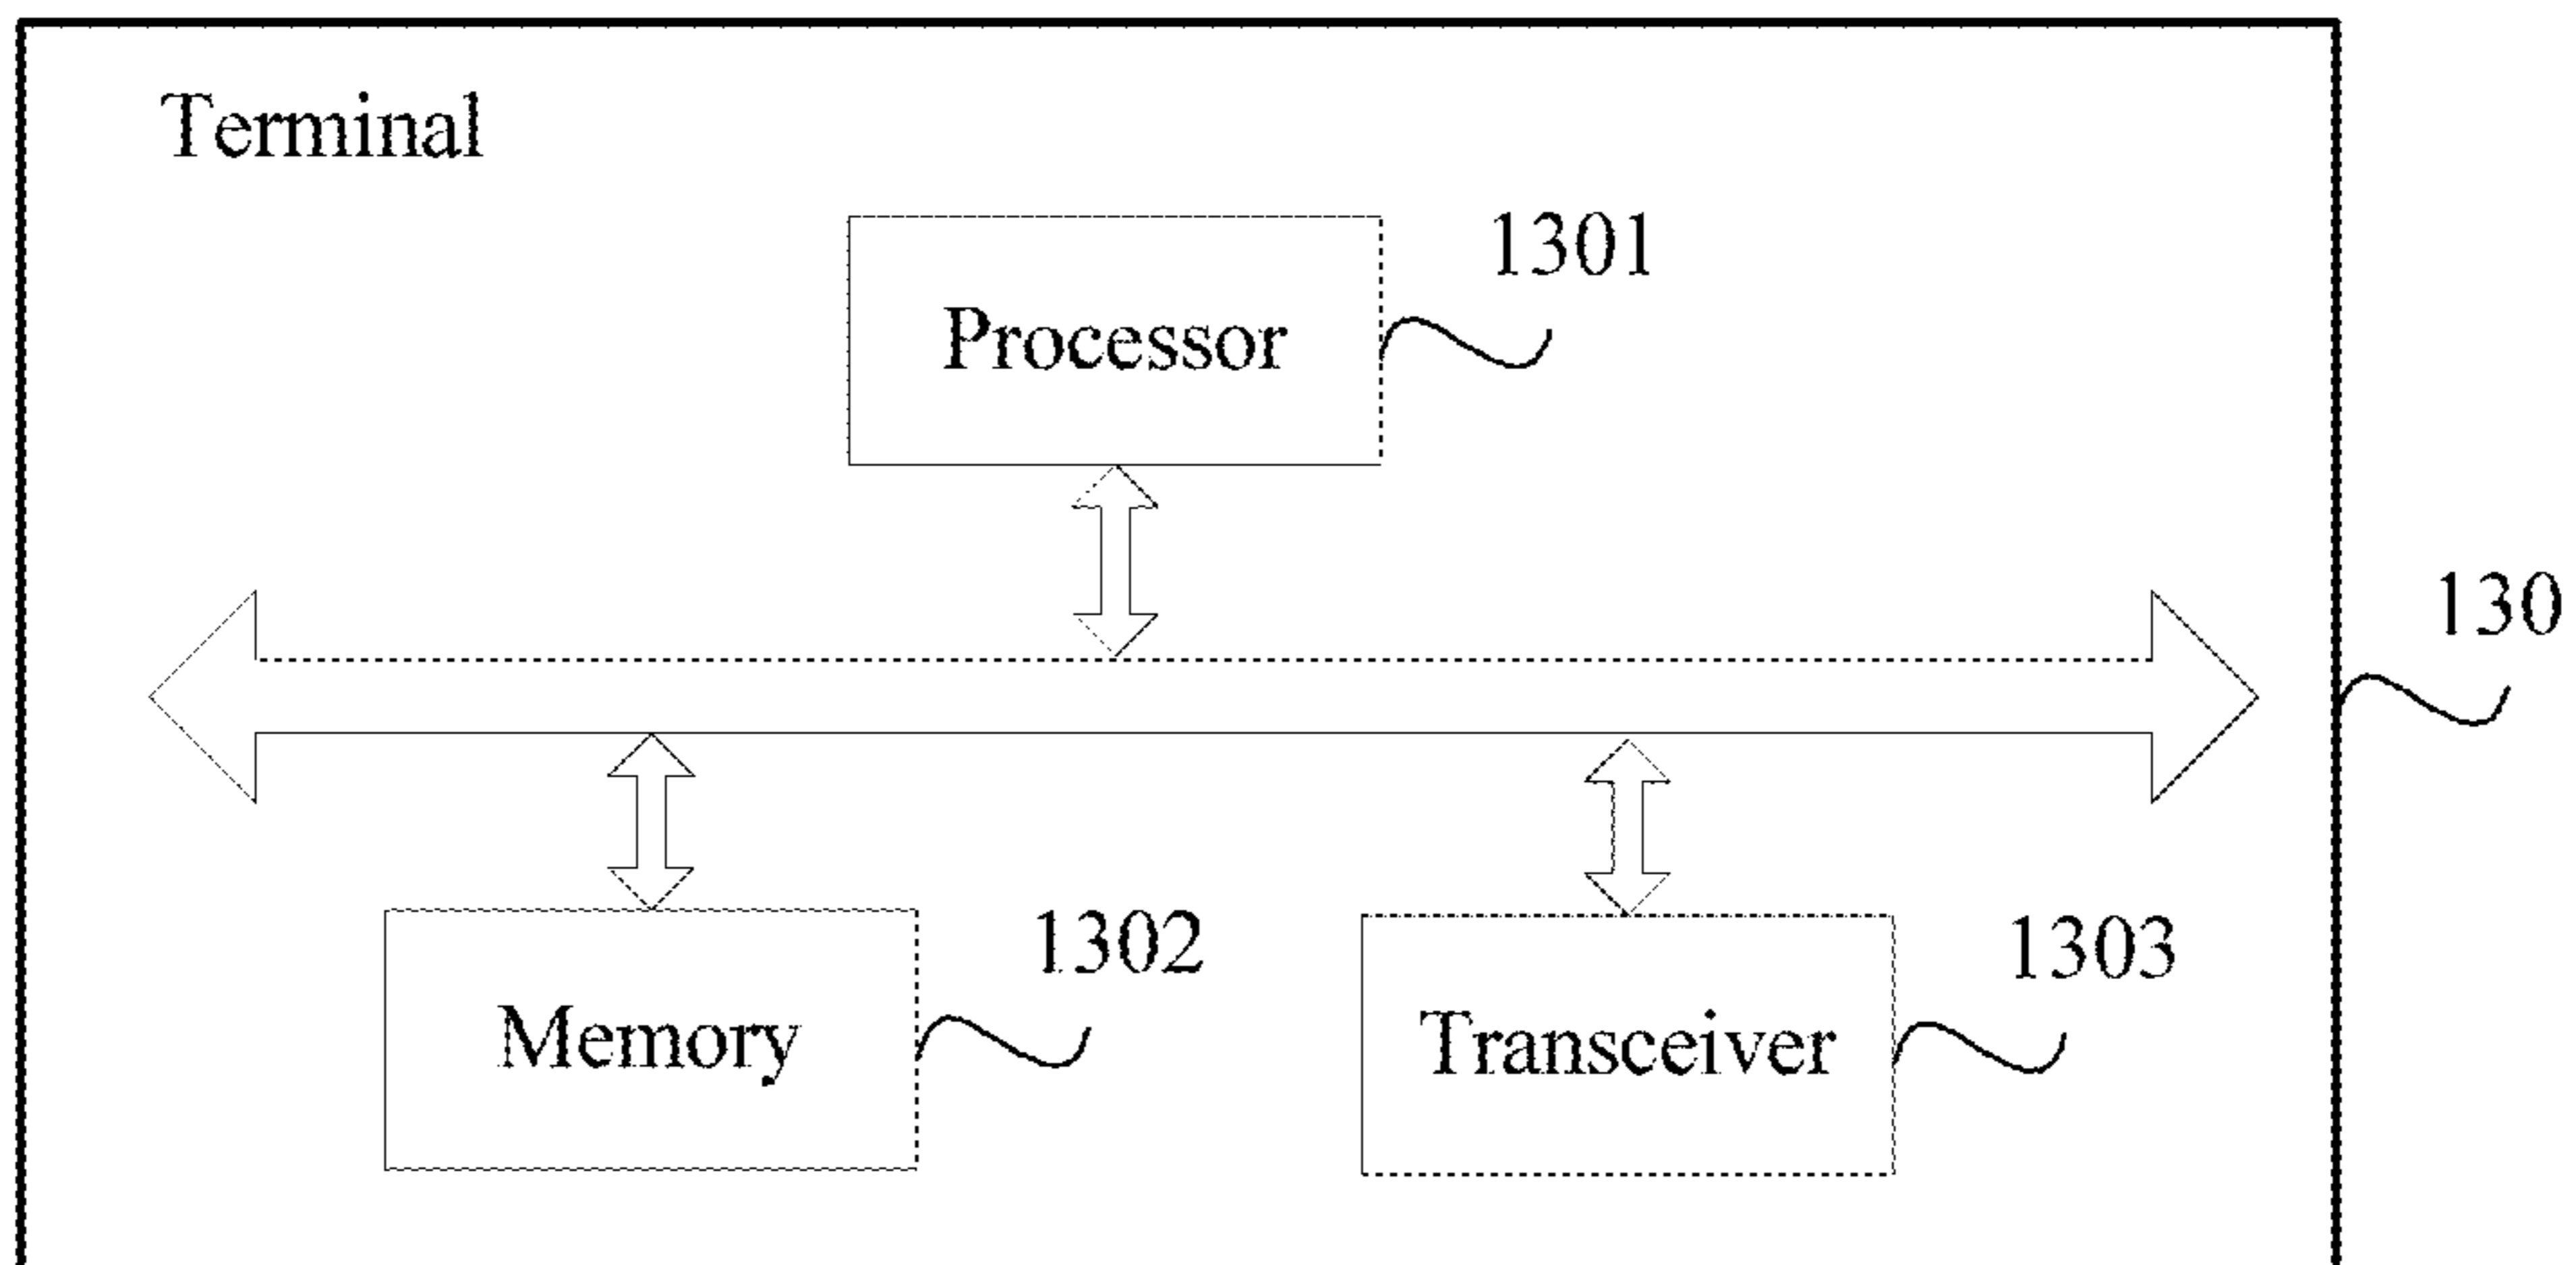 Terminal
1301
Processor
130
1302
1303
Memory
Transceiver